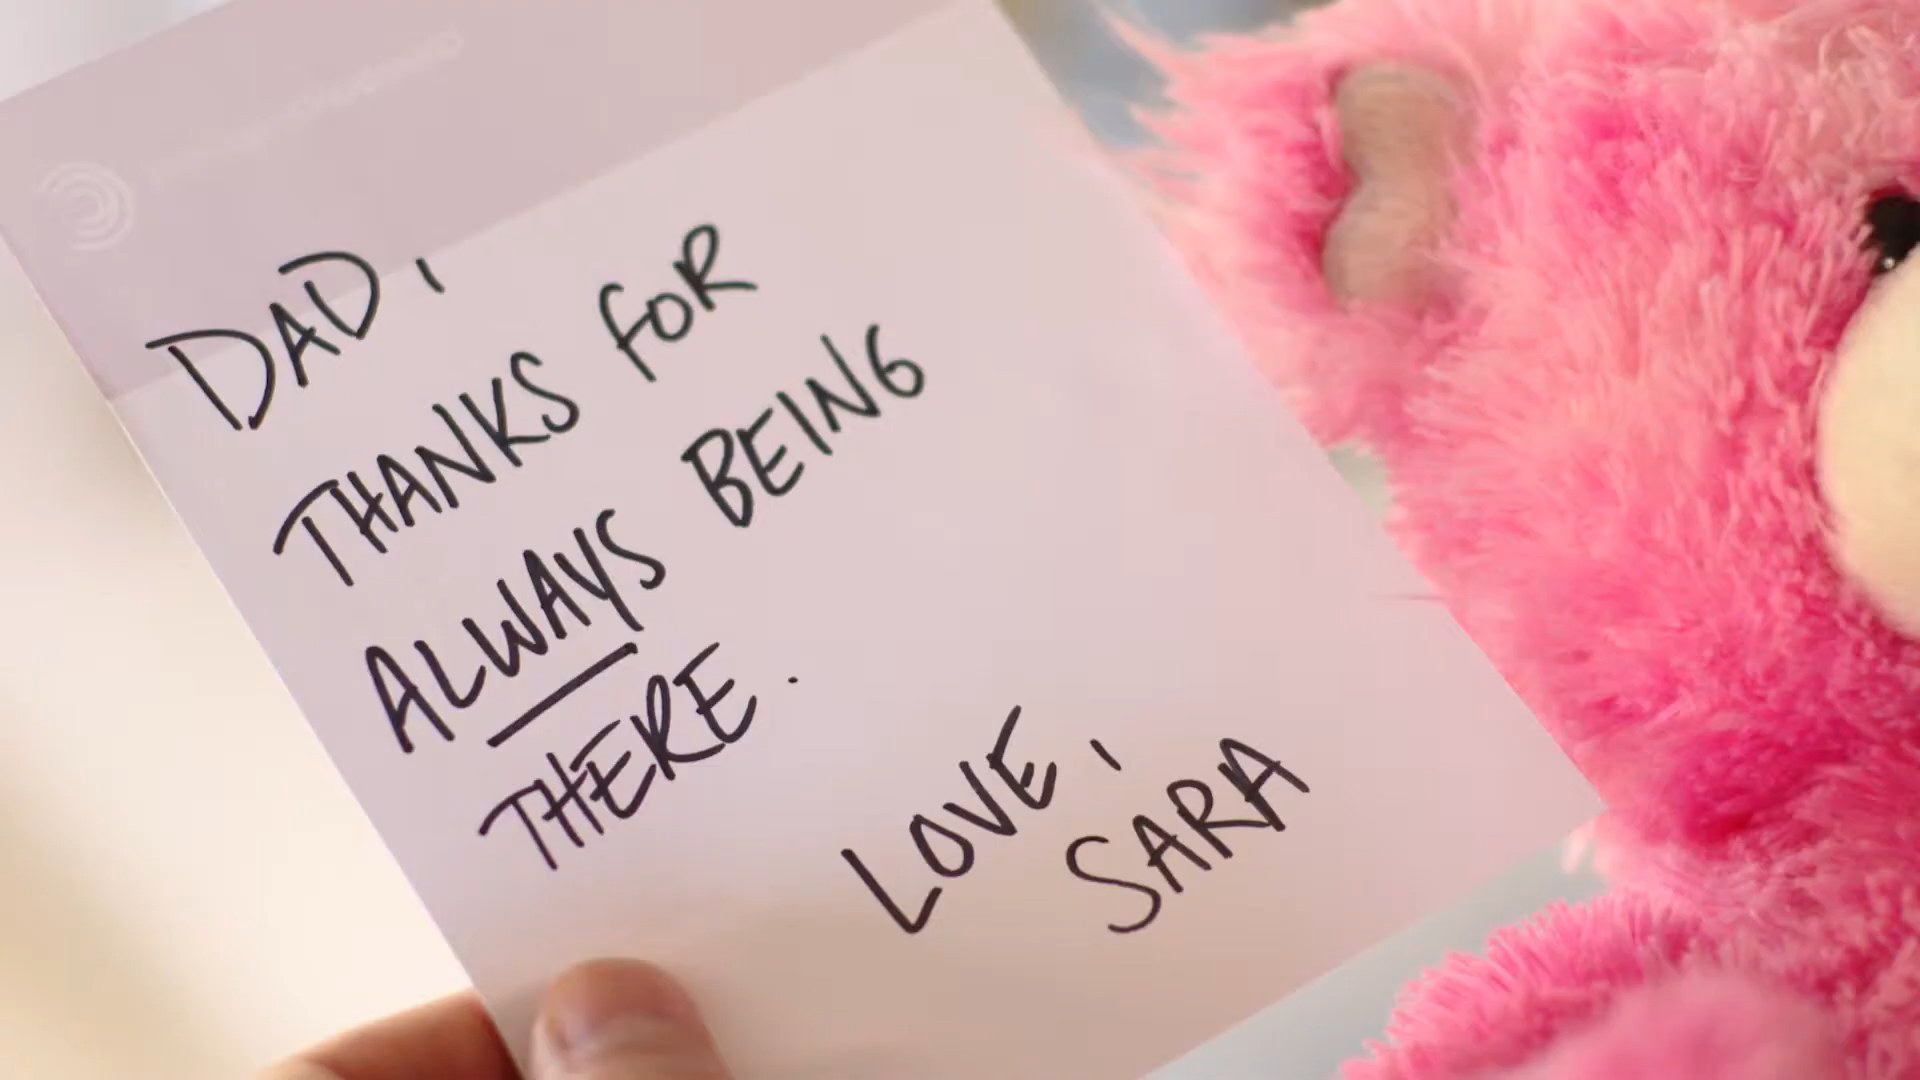 DAD,
THANKS FOR
ALWAYS BEING
THERE.
LOVE,
SARA